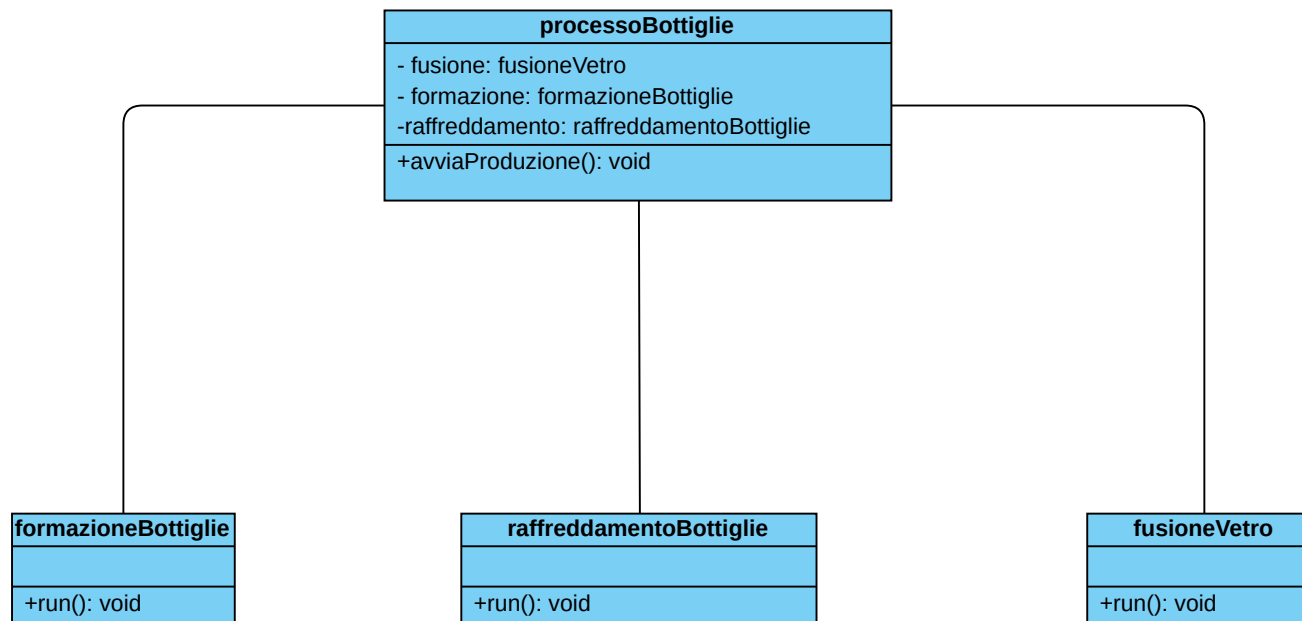 processoBottiglie
- fusione: fusioneVetro
- formazione: formazioneBottiglie
-raffreddamento: raffreddamentoBottiglie
+avviaProduzione(): void
formazioneBottiglie
+run(): void
raffreddamentoBottiglie
+run(): void
fusioneVetro
+run(): void